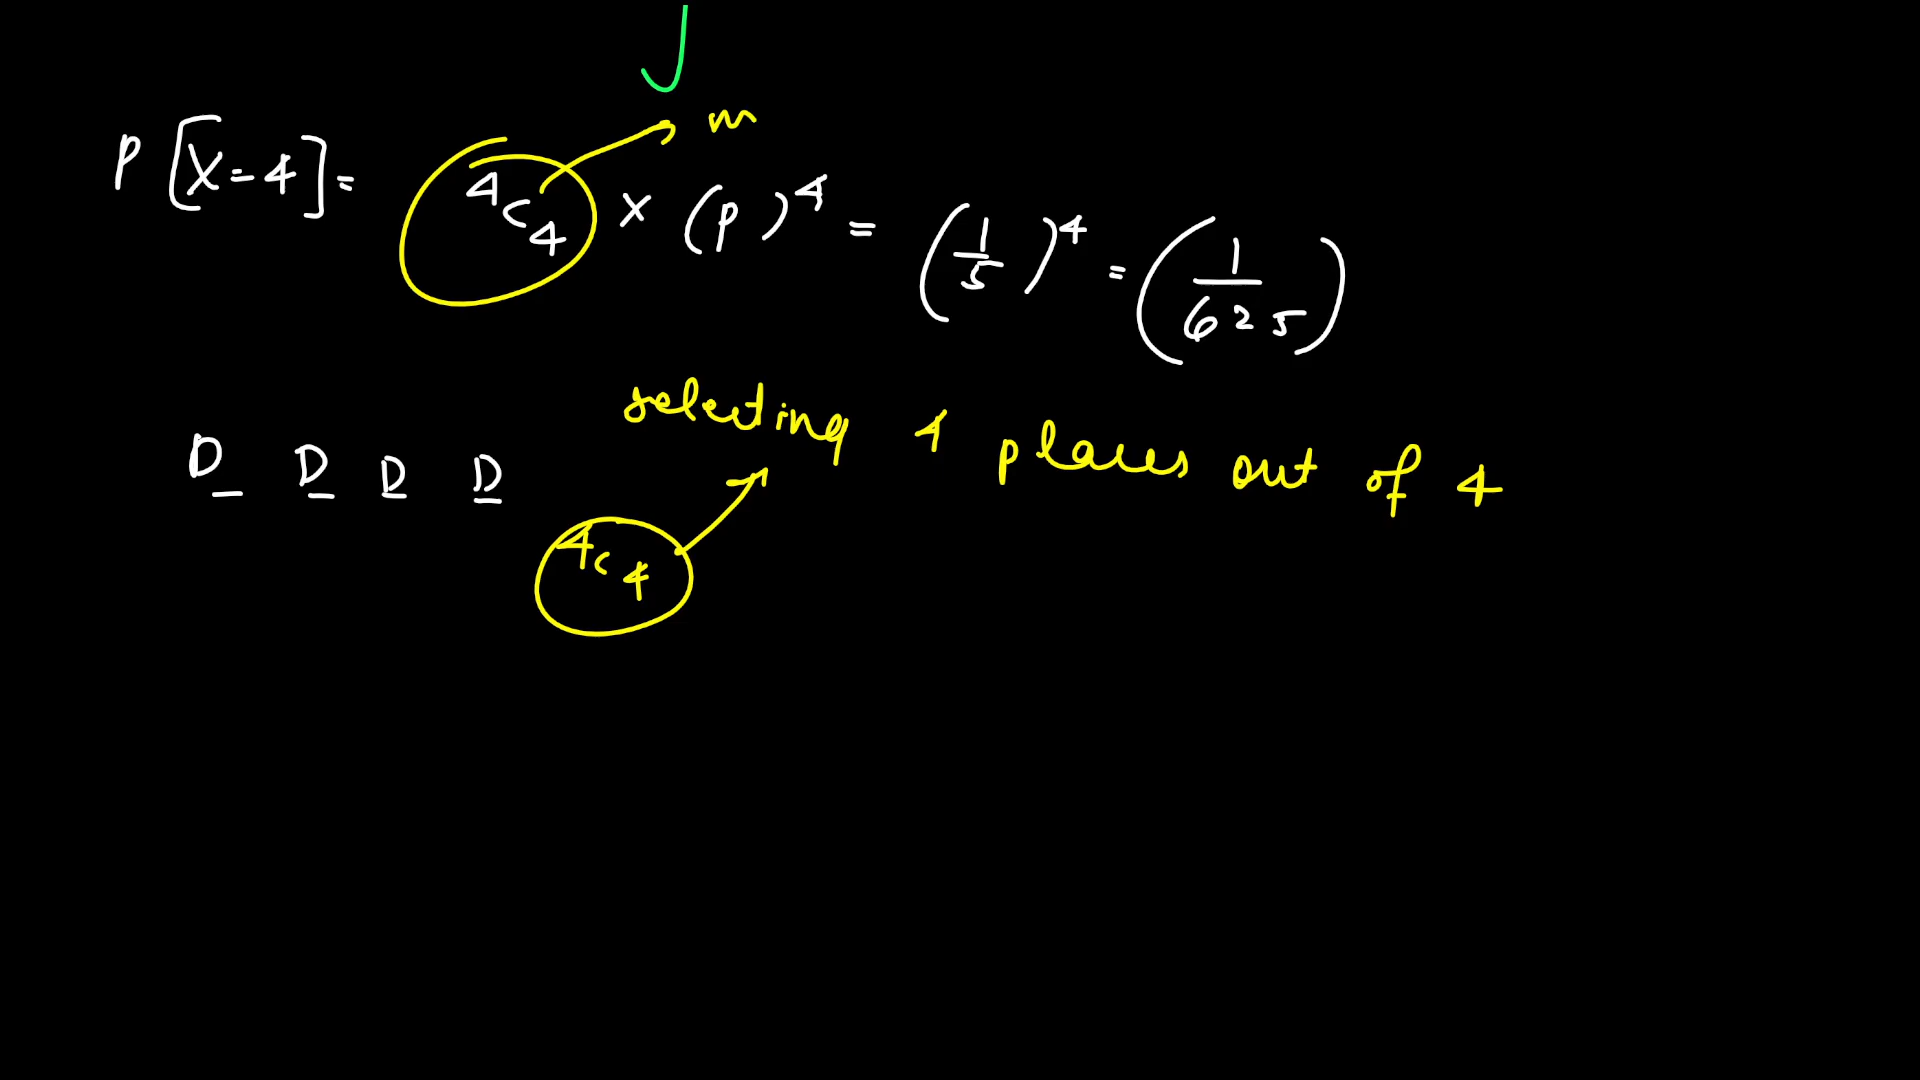 P[X=4]= ⁴C₄ → m × (P)⁴ = (1/5)⁴ = (1/625)
selecting 4 places out of 4
D D D D
⁴C₄